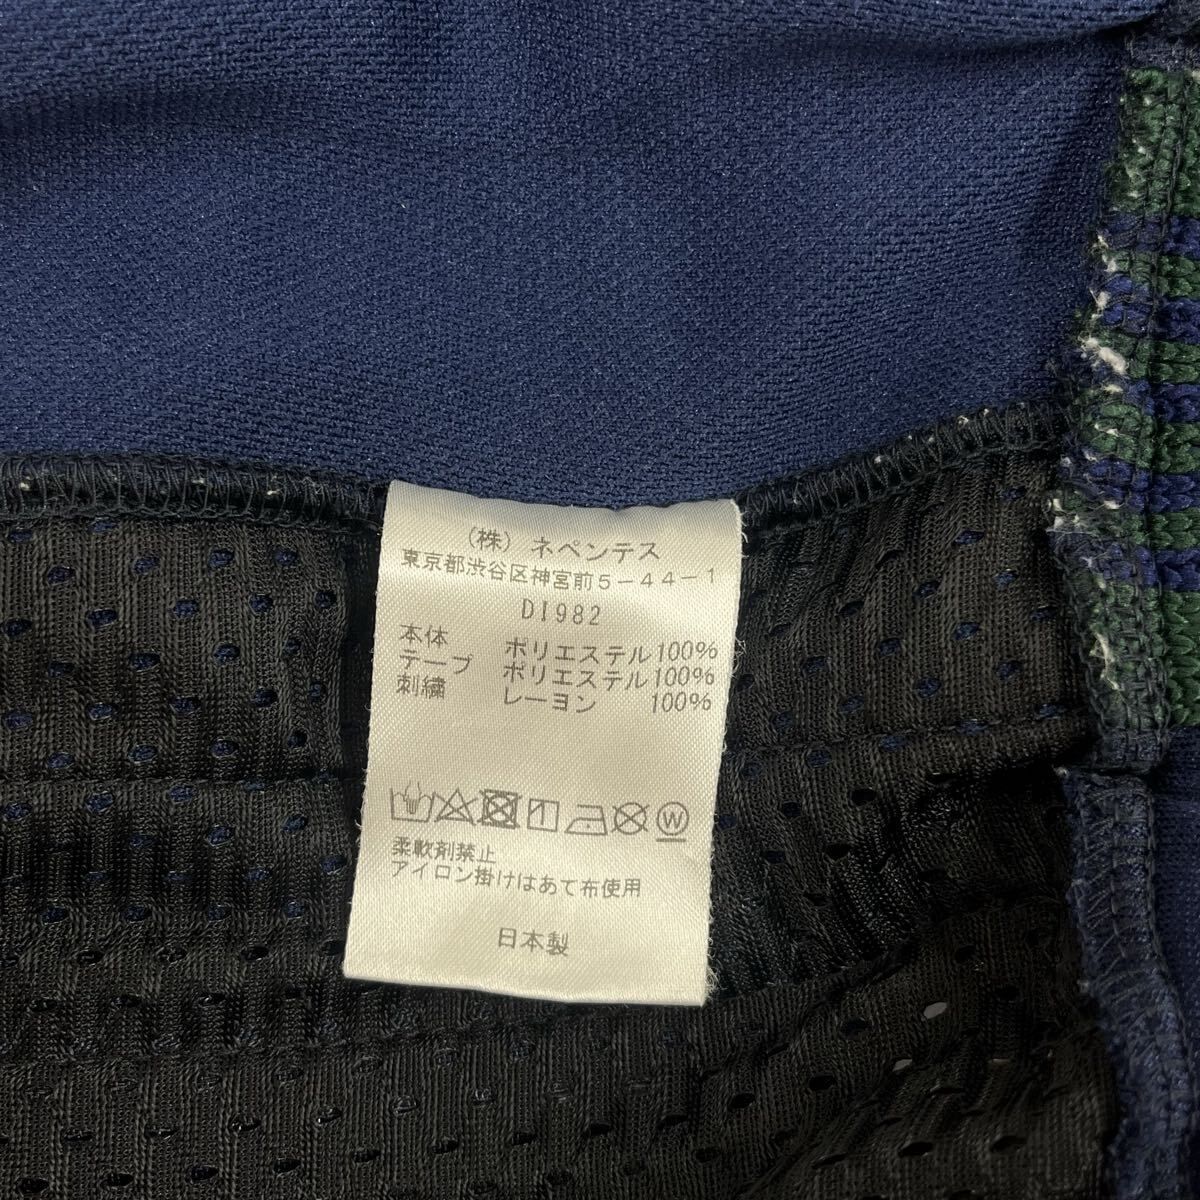 (株) ネペンテス
東京都渋谷区神宮前5-44-1
DI982
本体 ポリエステル100%
テープ ポリエステル100%
刺繍 レーヨン 100%
W
柔軟剤禁止
アイロン掛けはあて布使用
日本製